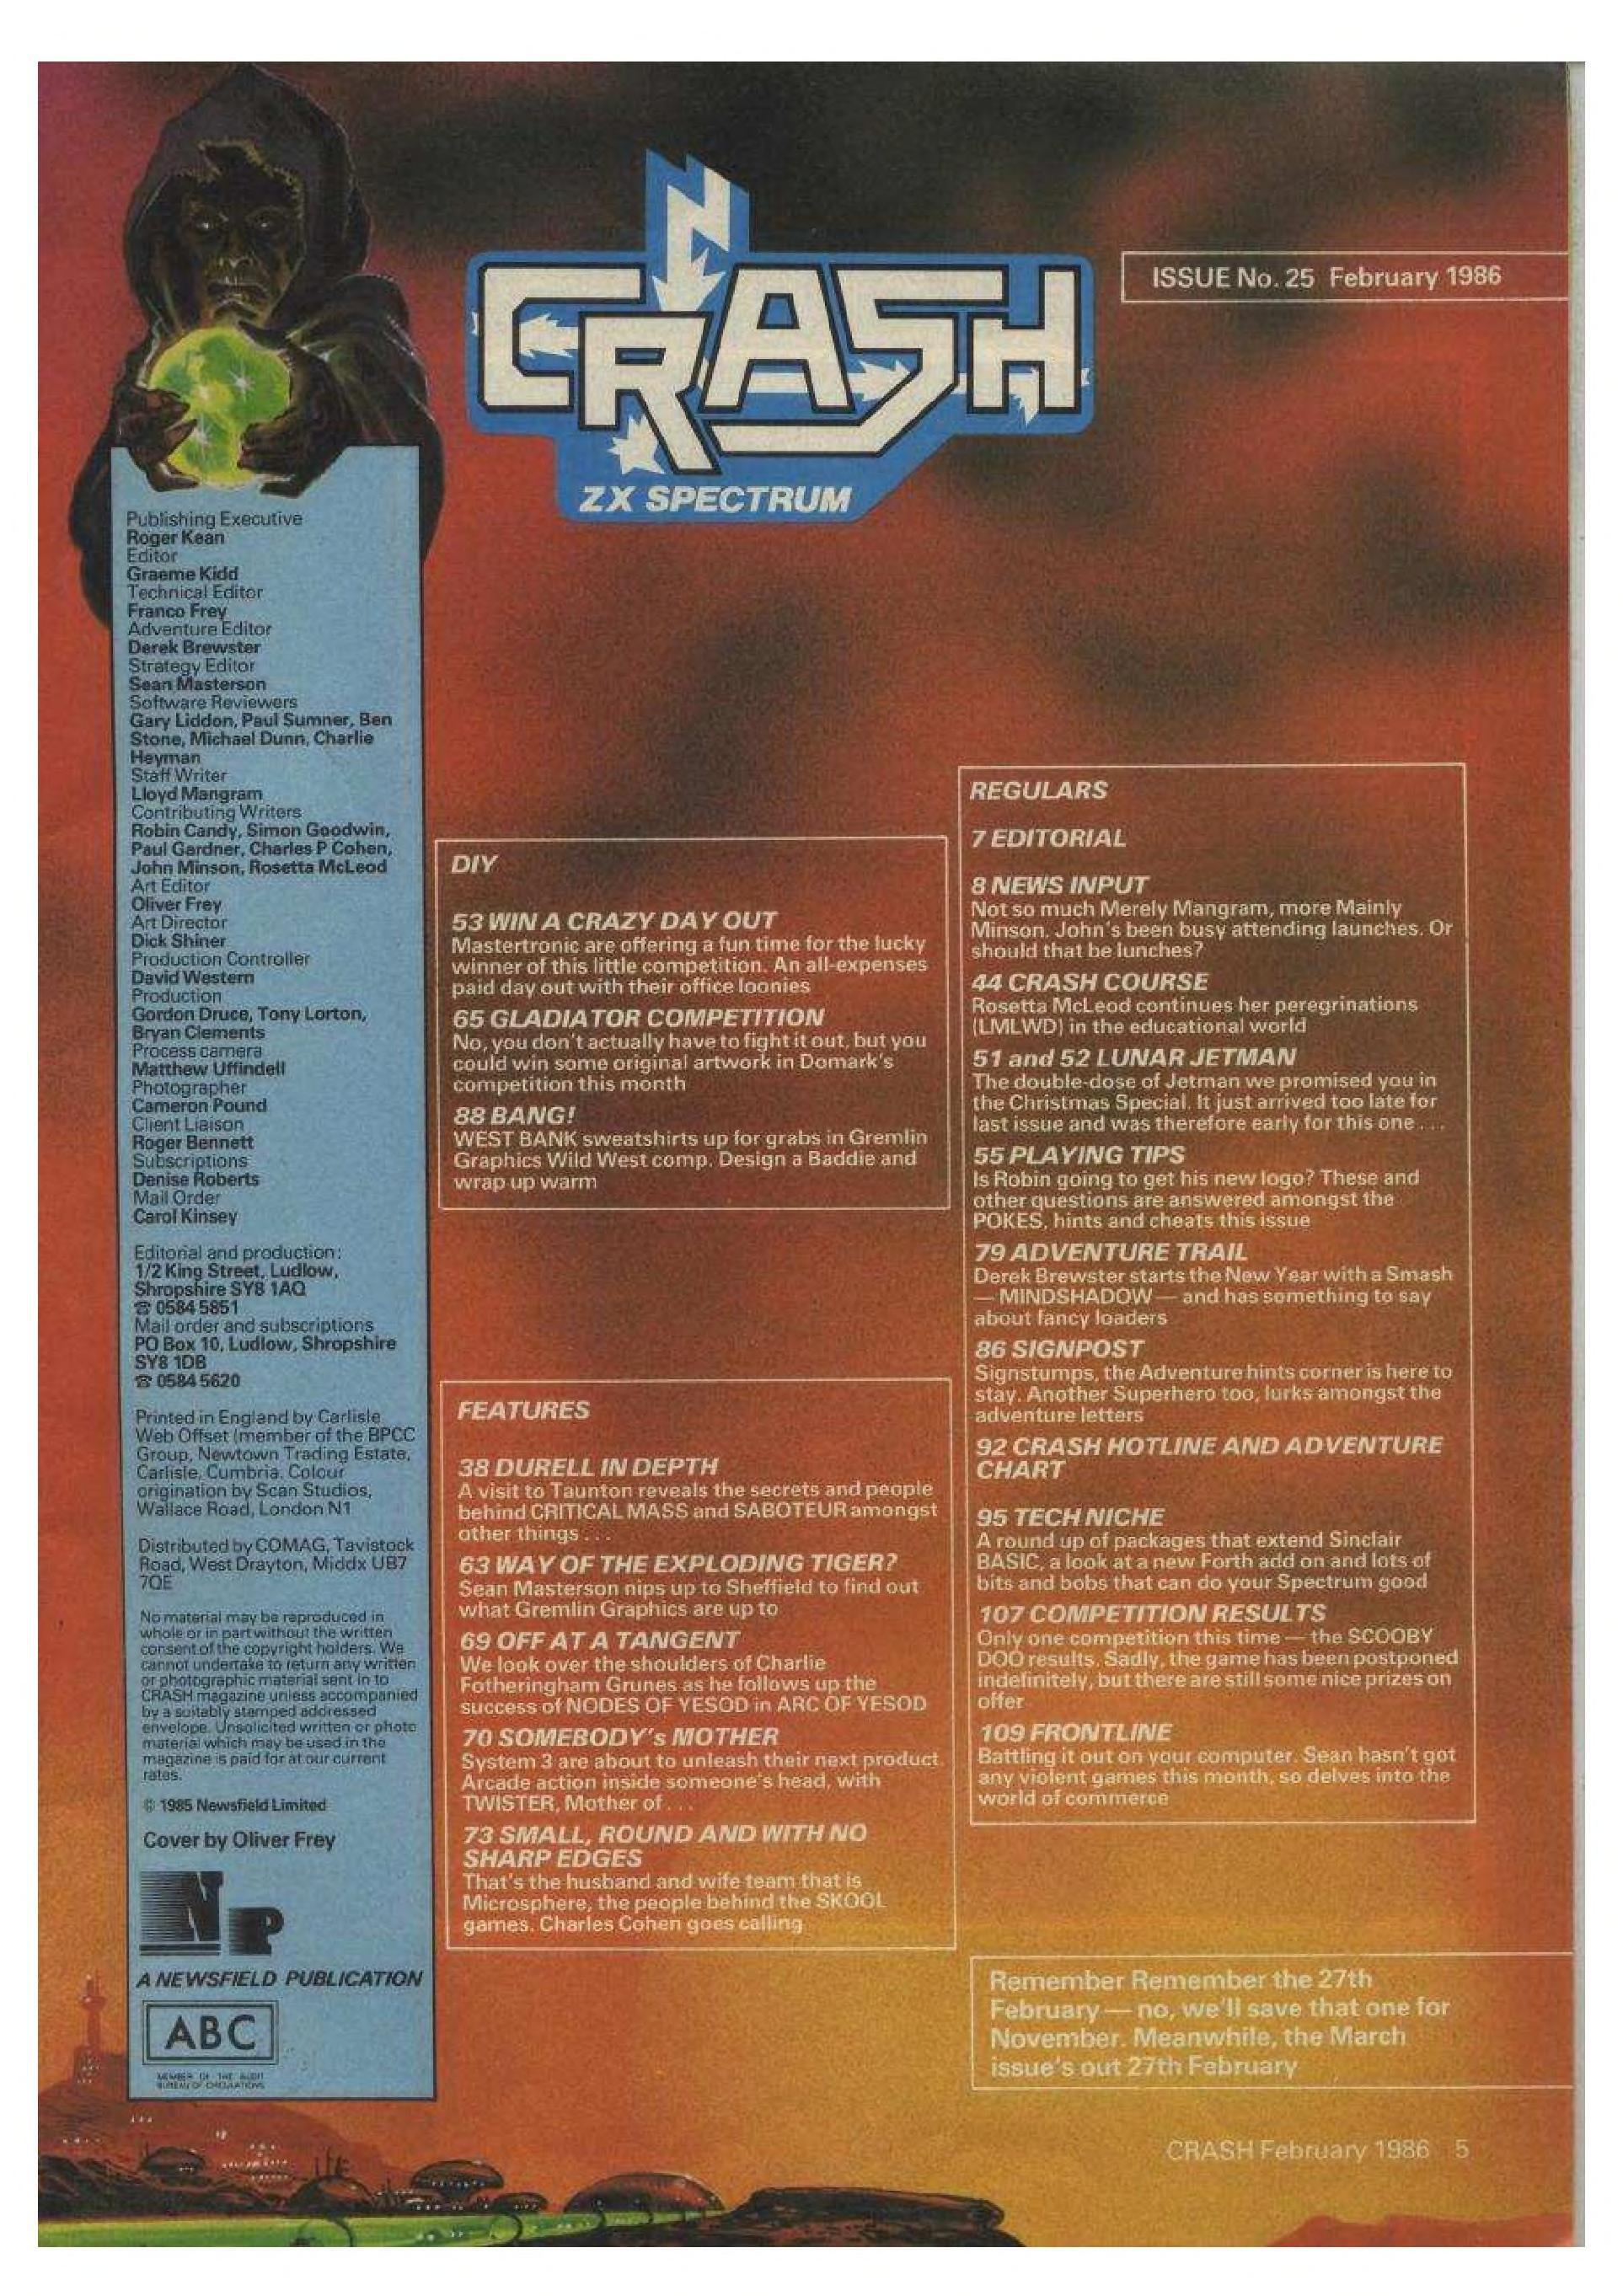 CRASH
ZX SPECTRUM
ISSUE No. 25 February 1986
Publishing Executive
Roger Kean
Editor
Graeme Kidd
Technical Editor
Franco Frey
Adventure Editor
Derek Brewster
Strategy Editor
Sean Masterson
Software Reviewers
Gary Liddon, Paul Sumner, Ben
Stone, Michael Dunn, Charlie
Heyman
Staff Writer
Lloyd Mangram
Contributing Writers
Robin Candy, Simon Goodwin,
Paul Gardner, Charles P Cohen,
John Minson, Rosetta McLeod
Art Editor
Oliver Frey
Art Director
Dick Shiner
Production Controller
David Western
Production
Gordon Druce, Tony Lorton,
Bryan Clements
Process camera
Matthew Uffindell
Photographer
Cameron Pound
Client Liaison
Roger Bennett
Subscriptions
Denise Roberts
Mail Order
Carol Kinsey
Editorial and production:
1/2 King Street, Ludlow,
Shropshire SY8 1AQ
☎ 0584 5851
Mail order and subscriptions
PO Box 10, Ludlow, Shropshire
SY8 1DB
☎ 0584 5620
Printed in England by Carlisle
Web Offset (member of the BPCC
Group, Newtown Trading Estate,
Carlisle, Cumbria. Colour
origination by Scan Studios,
Wallace Road, London N1
Distributed by COMAG, Tavistock
Road, West Drayton, Middx UB7
7QE
No material may be reproduced in
whole or in part without the written
consent of the copyright holders. We
cannot undertake to return any written
or photographic material sent in to
CRASH magazine unless accompanied
by a suitably stamped addressed
envelope. Unsolicited written or photo
material which may be used in the
magazine is paid for at our current
rates.
© 1985 Newsfield Limited
Cover by Oliver Frey
NP
A NEWSFIELD PUBLICATION
ABC
MEMBER OF THE AUDIT
BUREAU OF CIRCULATIONS
DIY
53 WIN A CRAZY DAY OUT
Mastertronic are offering a fun time for the lucky
winner of this little competition. An all-expenses
paid day out with their office loonies
65 GLADIATOR COMPETITION
No, you don't actually have to fight it out, but you
could win some original artwork in Domark's
competition this month
88 BANG!
WEST BANK sweatshirts up for grabs in Gremlin
Graphics Wild West comp. Design a Baddie and
wrap up warm
FEATURES
38 DURELL IN DEPTH
A visit to Taunton reveals the secrets and people
behind CRITICAL MASS and SABOTEUR amongst
other things . . .
63 WAY OF THE EXPLODING TIGER?
Sean Masterson nips up to Sheffield to find out
what Gremlin Graphics are up to
69 OFF AT A TANGENT
We look over the shoulders of Charlie
Fotheringham Grunes as he follows up the
success of NODES OF YESOD in ARC OF YESOD
70 SOMEBODY's MOTHER
System 3 are about to unleash their next product.
Arcade action inside someone's head, with
TWISTER, Mother of . . .
73 SMALL, ROUND AND WITH NO
SHARP EDGES
That's the husband and wife team that is
Microsphere, the people behind the SKOOL
games. Charles Cohen goes calling
REGULARS
7 EDITORIAL
8 NEWS INPUT
Not so much Merely Mangram, more Mainly
Minson. John's been busy attending launches. Or
should that be lunches?
44 CRASH COURSE
Rosetta McLeod continues her peregrinations
(LMLWD) in the educational world
51 and 52 LUNAR JETMAN
The double-dose of Jetman we promised you in
the Christmas Special. It just arrived too late for
last issue and was therefore early for this one . . .
55 PLAYING TIPS
Is Robin going to get his new logo? These and
other questions are answered amongst the
POKES, hints and cheats this issue
79 ADVENTURE TRAIL
Derek Brewster starts the New Year with a Smash
— MINDSHADOW — and has something to say
about fancy loaders
86 SIGNPOST
Signstumps, the Adventure hints corner is here to
stay. Another Superhero too, lurks amongst the
adventure letters
92 CRASH HOTLINE AND ADVENTURE
CHART
95 TECH NICHE
A round up of packages that extend Sinclair
BASIC, a look at a new Forth add on and lots of
bits and bobs that can do your Spectrum good
107 COMPETITION RESULTS
Only one competition this time — the SCOOBY
DOO results. Sadly, the game has been postponed
indefinitely, but there are still some nice prizes on
offer
109 FRONTLINE
Battling it out on your computer. Sean hasn't got
any violent games this month, so delves into the
world of commerce
Remember Remember the 27th
February — no, we'll save that one for
November. Meanwhile, the March
issue's out 27th February
CRASH February 1986 5